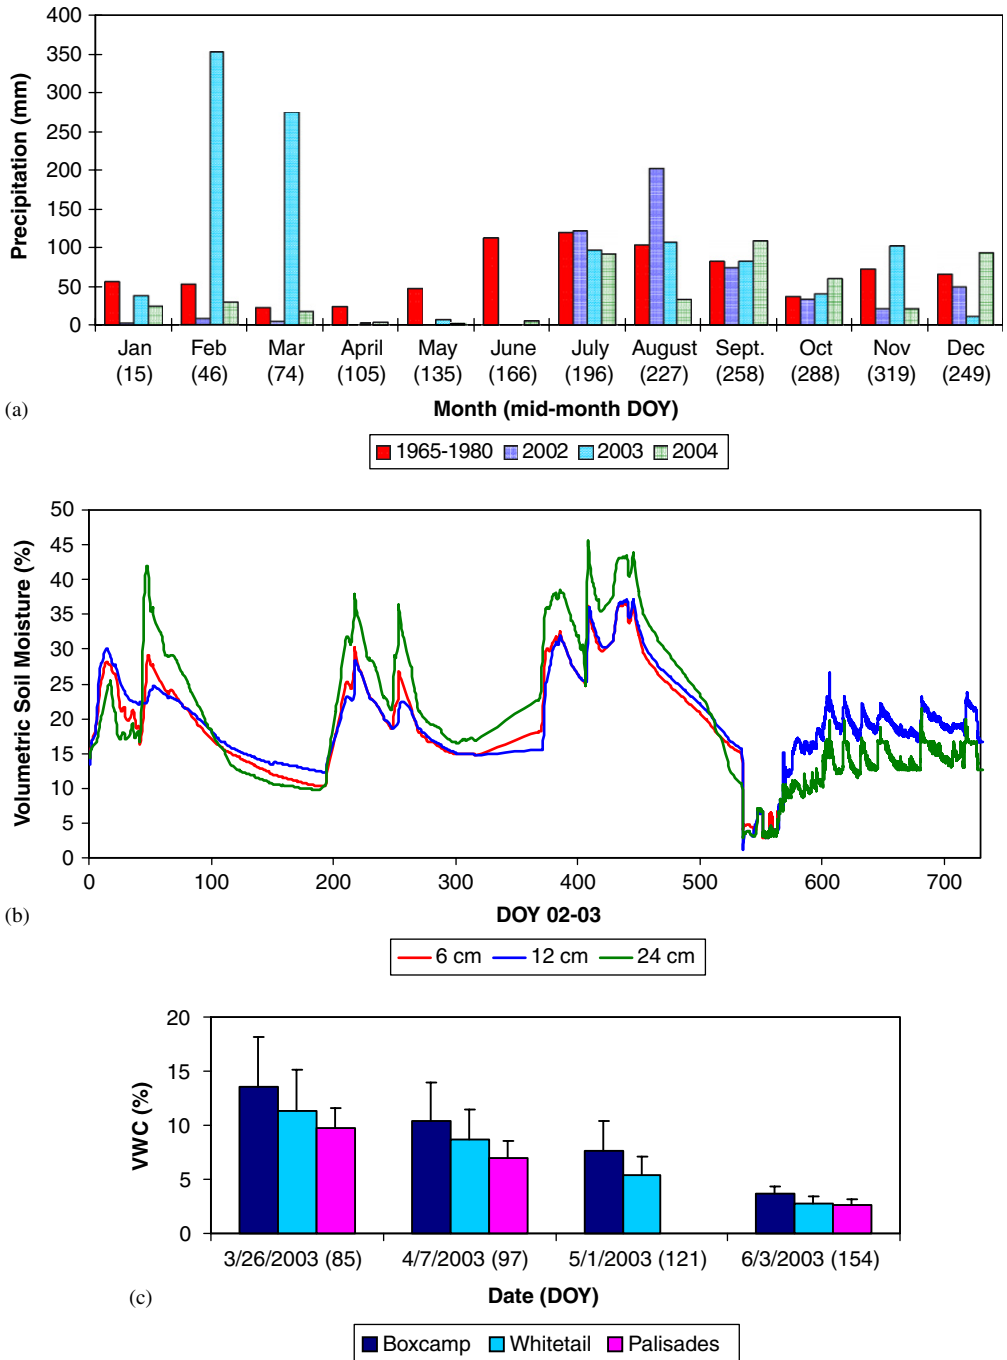 400
350
300
250
200
150
100
50
0
Precipitation (mm)
Jan Feb Mar April May June July August Sept. Oct Nov Dec
(15) (46) (74) (105) (135) (166) (196) (227) (258) (288) (319) (249)
Month (mid-month DOY)
(a)
1965-1980 2002 2003 2004
50
45
40
35
30
25
20
15
10
5
0
Volumetric Soil Moisture (%)
0 100 200 300 400 500 600 700
DOY 02-03
(b)
6 cm 12 cm 24 cm
20
15
10
5
0
VWC (%)
3/26/2003 (85) 4/7/2003 (97) 5/1/2003 (121) 6/3/2003 (154)
Date (DOY)
(c)
Boxcamp Whitetail Palisades